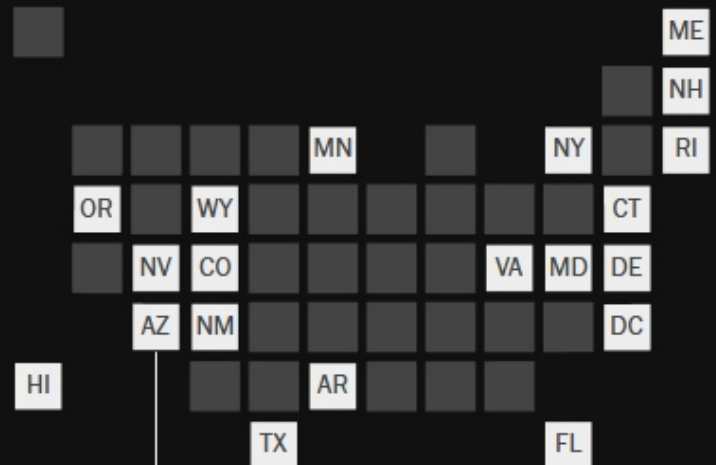 ME
NH
MN NY RI
OR WY CT
NV CO VA MD DE
AZ NM DC
HI AR
TX FL